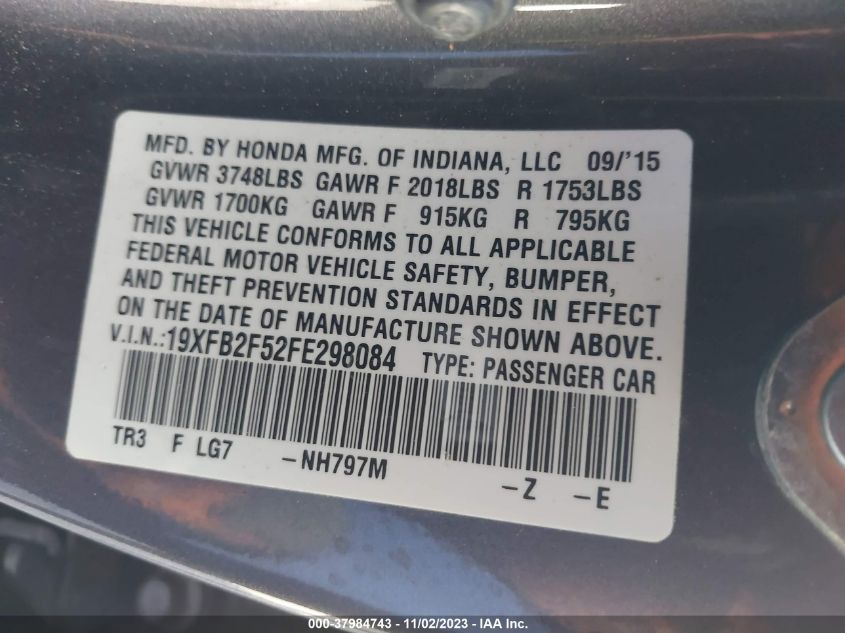 MFD. BY HONDA MFG. OF INDIANA, LLC 09/'15
GVWR 3748LBS GAWR F 2018LBS R 1753LBS
GVWR 1700KG GAWR F 915KG R 795KG
THIS VEHICLE CONFORMS TO ALL APPLICABLE
FEDERAL MOTOR VEHICLE SAFETY, BUMPER,
AND THEFT PREVENTION STANDARDS IN EFFECT
ON THE DATE OF MANUFACTURE SHOWN ABOVE.
V.I.N.:19XFB2F52FE298084 TYPE: PASSENGER CAR
TR3 F LG7 -NH797M -Z -E
000-37984743 - 11/02/2023 - IAA Inc.